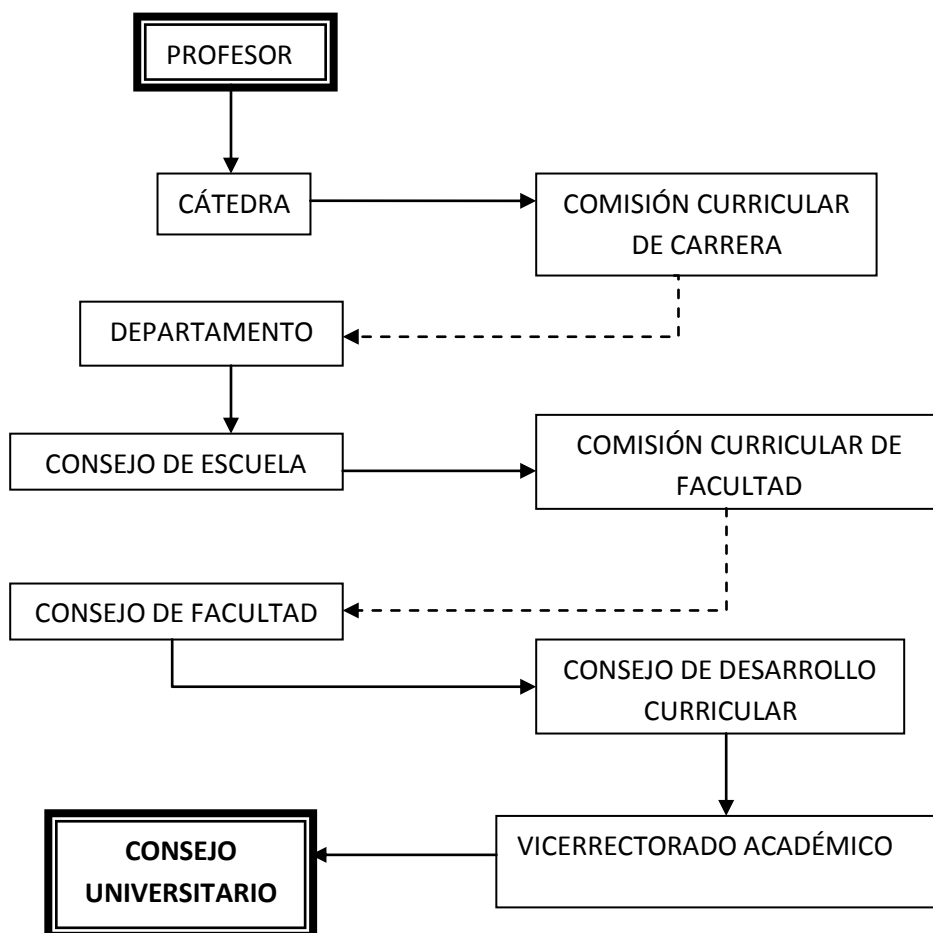 PROFESOR
CÁTEDRA
COMISIÓN CURRICULAR
DE CARRERA
DEPARTAMENTO
CONSEJO DE ESCUELA
COMISIÓN CURRICULAR DE
FACULTAD
CONSEJO DE FACULTAD
CONSEJO DE DESARROLLO
CURRICULAR
VICERRECTORADO ACADÉMICO
CONSEJO
UNIVERSITARIO